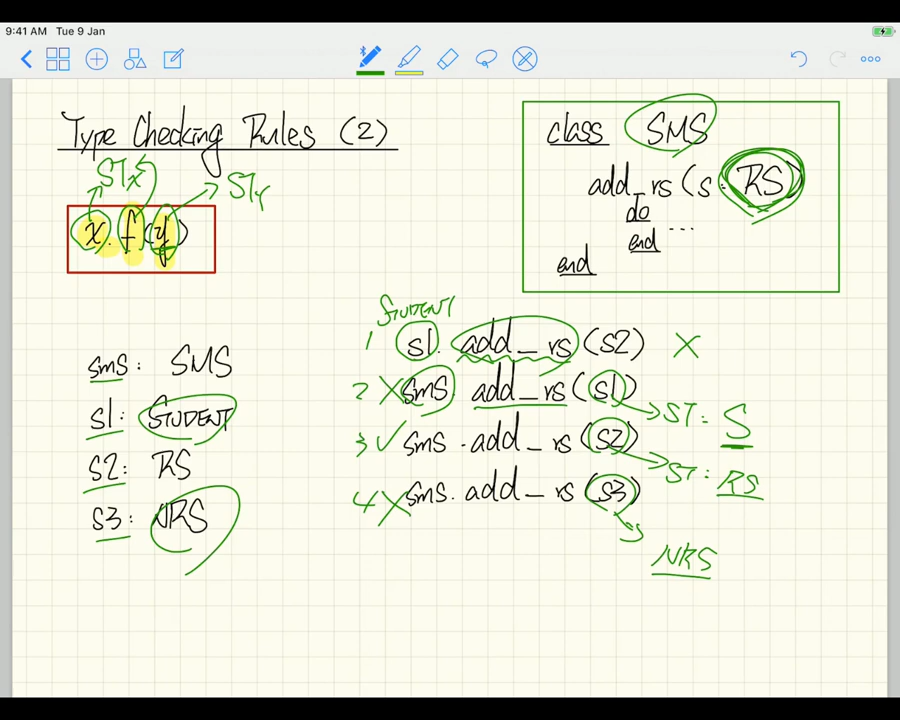 9:41 AM Tue 9 Jan
Type Checking Rules (2)
STx
STy
x. f (y)
class SMS
add_rs (s: RS)
do
end ...
end
sms: SMS
s1: STUDENT
s2: RS
s3: NRS
STUDENT
1 s1. add_rs (s2) X
2 X sms. add_rs (s1)
ST: S
3 ✓ sms. add_rs (s2)
ST: RS
4 X sms. add_rs (s3)
NRS